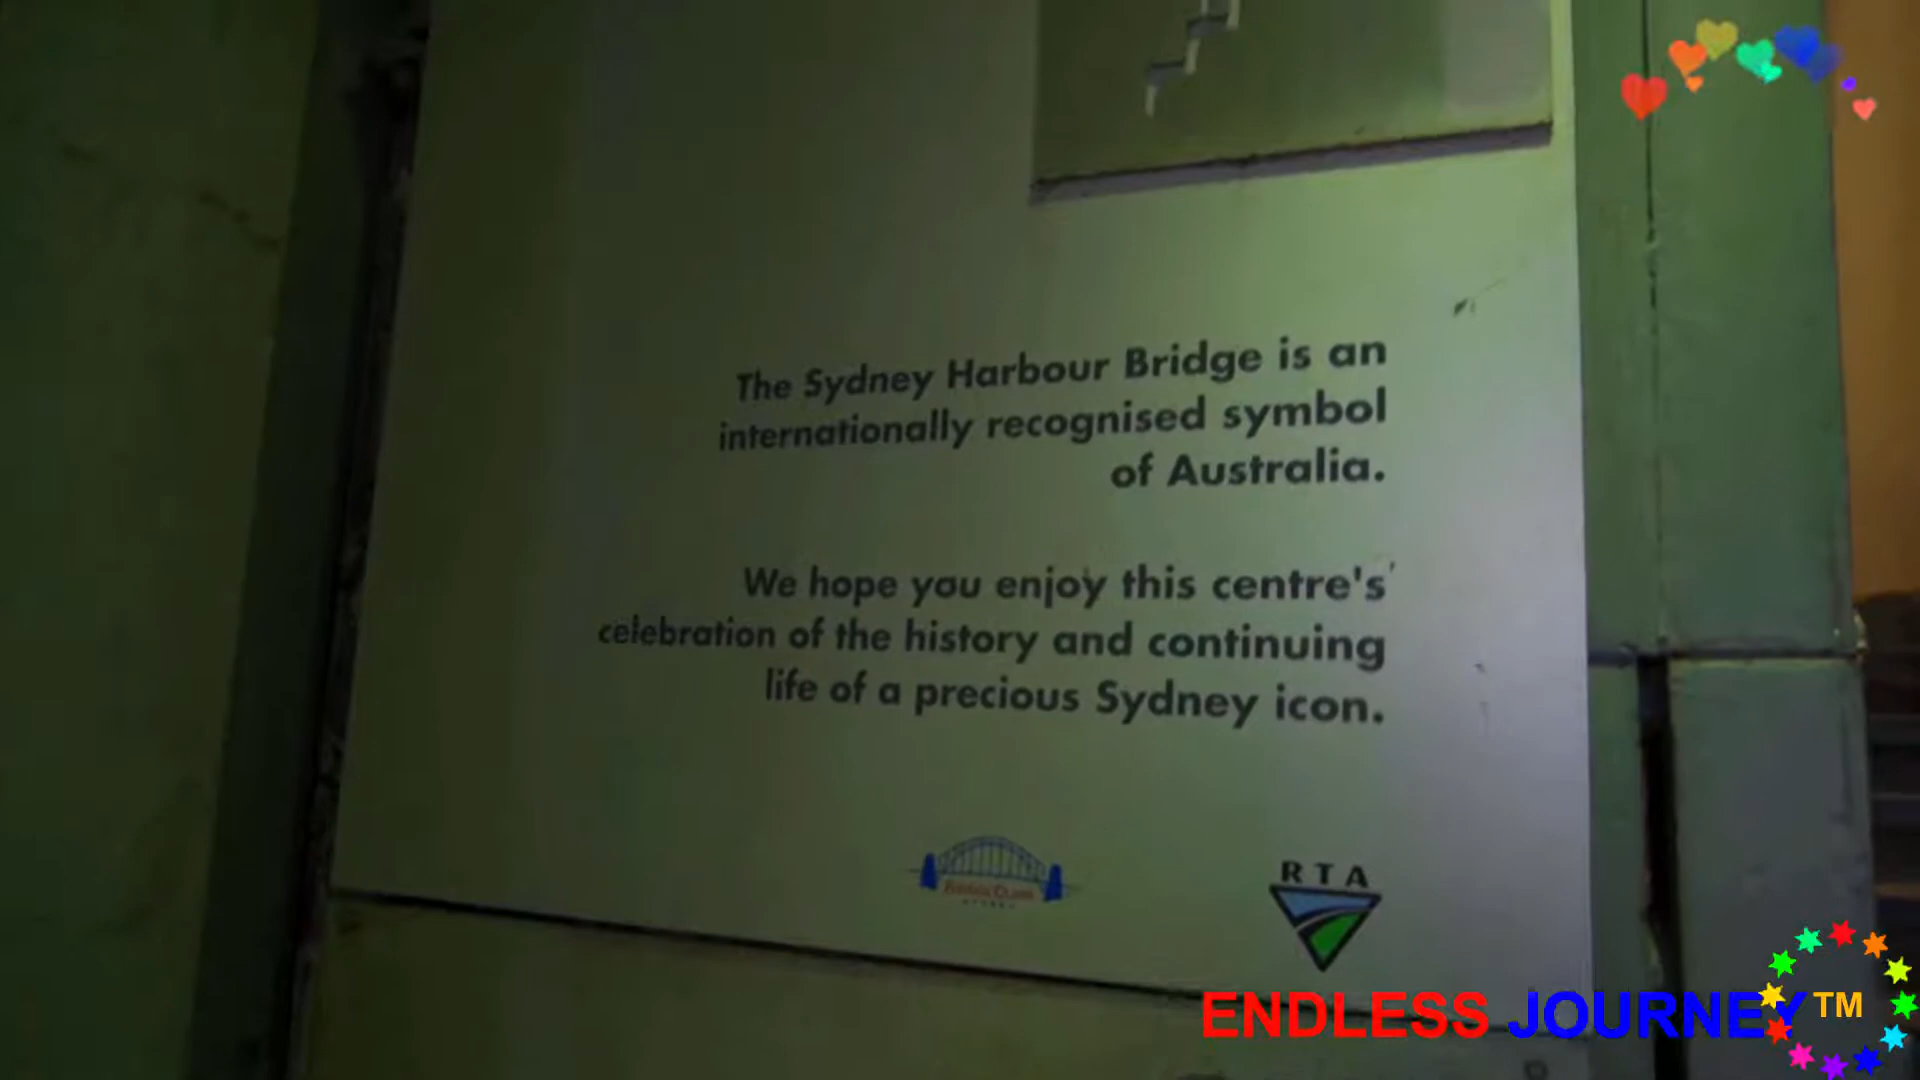 The Sydney Harbour Bridge is an
internationally recognised symbol
of Australia.
We hope you enjoy this centre's
celebration of the history and continuing
life of a precious Sydney icon.
RTA
ENDLESS JOURNEY™